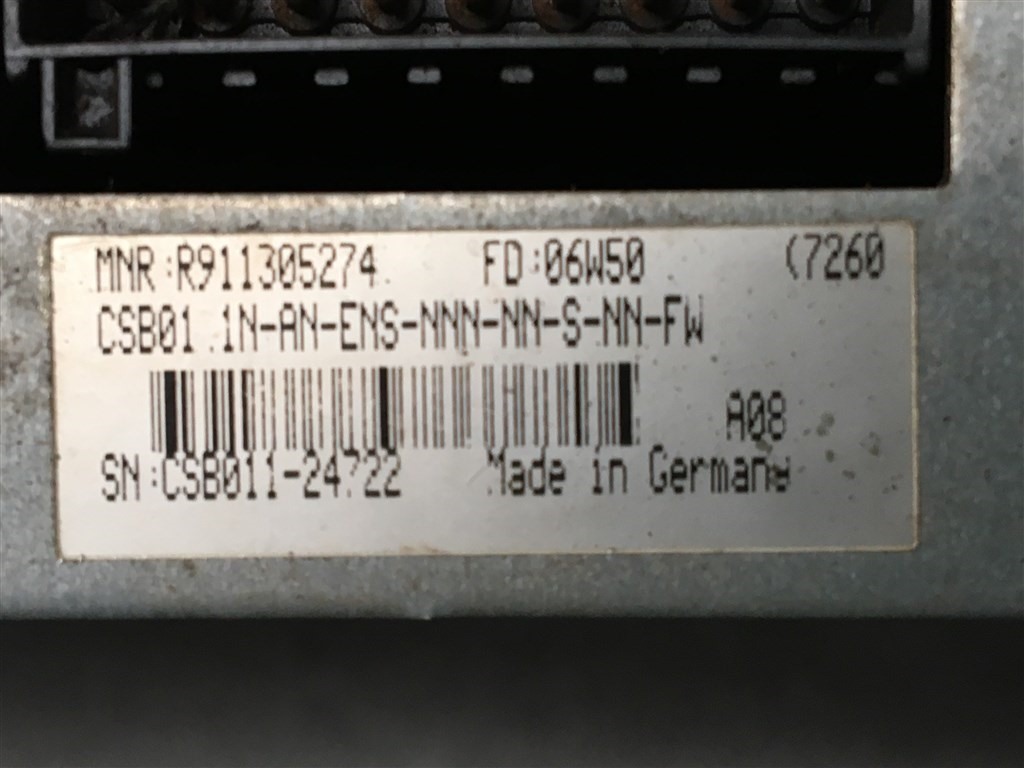 MNR:R911305274 FD:06W50 (7260
CSB01.1N-AN-ENS-NNN-NN-S-NN-FW
A08
Made in Germany